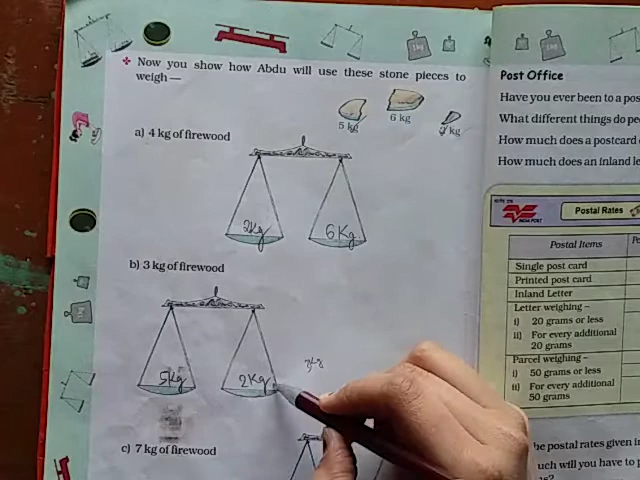 Now you show how Abdu will use these stone pieces to
weigh—
5 kg
6 kg
kg
a) 4 kg of firewood
2Kg
6 Kg
b) 3 kg of firewood
5Kg
2Kg
c) 7 kg of firewood
Post Office
Have you ever been to a pos
What different things do pe
How much does a postcard
How much does an inland le
INDIA POST
Postal Rates
Postal Items
Single post card
Printed post card
Inland Letter
Letter weighing –
i) 20 grams or less
ii) For every additional
20 grams
Parcel weighing –
i) 50 grams or less
ii) For every additional
50 grams
he postal rates given in
uch will you have to p